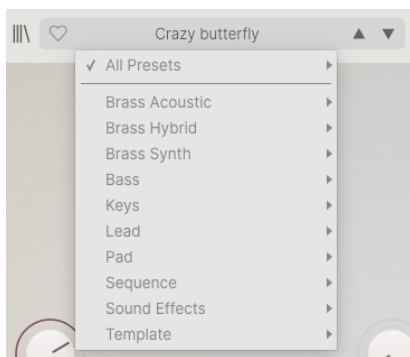 Crazy butterfly
All Presets
Brass Acoustic
Brass Hybrid
Brass Synth
Bass
Keys
Lead
Pad
Sequence
Sound Effects
Template